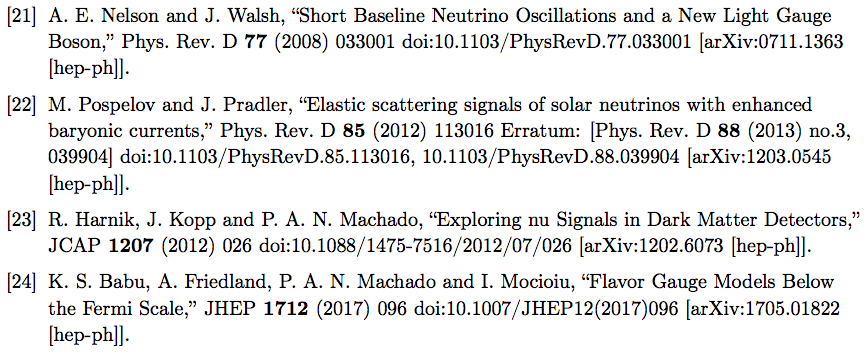 [21] A. E. Nelson and J. Walsh, “Short Baseline Neutrino Oscillations and a New Light Gauge
Boson,” Phys. Rev. D 77 (2008) 033001 doi:10.1103/PhysRevD.77.033001 [arXiv:0711.1363
[hep-ph]].
[22] M. Pospelov and J. Pradler, “Elastic scattering signals of solar neutrinos with enhanced
baryonic currents,” Phys. Rev. D 85 (2012) 113016 Erratum: [Phys. Rev. D 88 (2013) no.3,
039904] doi:10.1103/PhysRevD.85.113016, 10.1103/PhysRevD.88.039904 [arXiv:1203.0545
[hep-ph]].
[23] R. Harnik, J. Kopp and P. A. N. Machado, “Exploring nu Signals in Dark Matter Detectors,”
JCAP 1207 (2012) 026 doi:10.1088/1475-7516/2012/07/026 [arXiv:1202.6073 [hep-ph]].
[24] K. S. Babu, A. Friedland, P. A. N. Machado and I. Mocioiu, “Flavor Gauge Models Below
the Fermi Scale,” JHEP 1712 (2017) 096 doi:10.1007/JHEP12(2017)096 [arXiv:1705.01822
[hep-ph]].